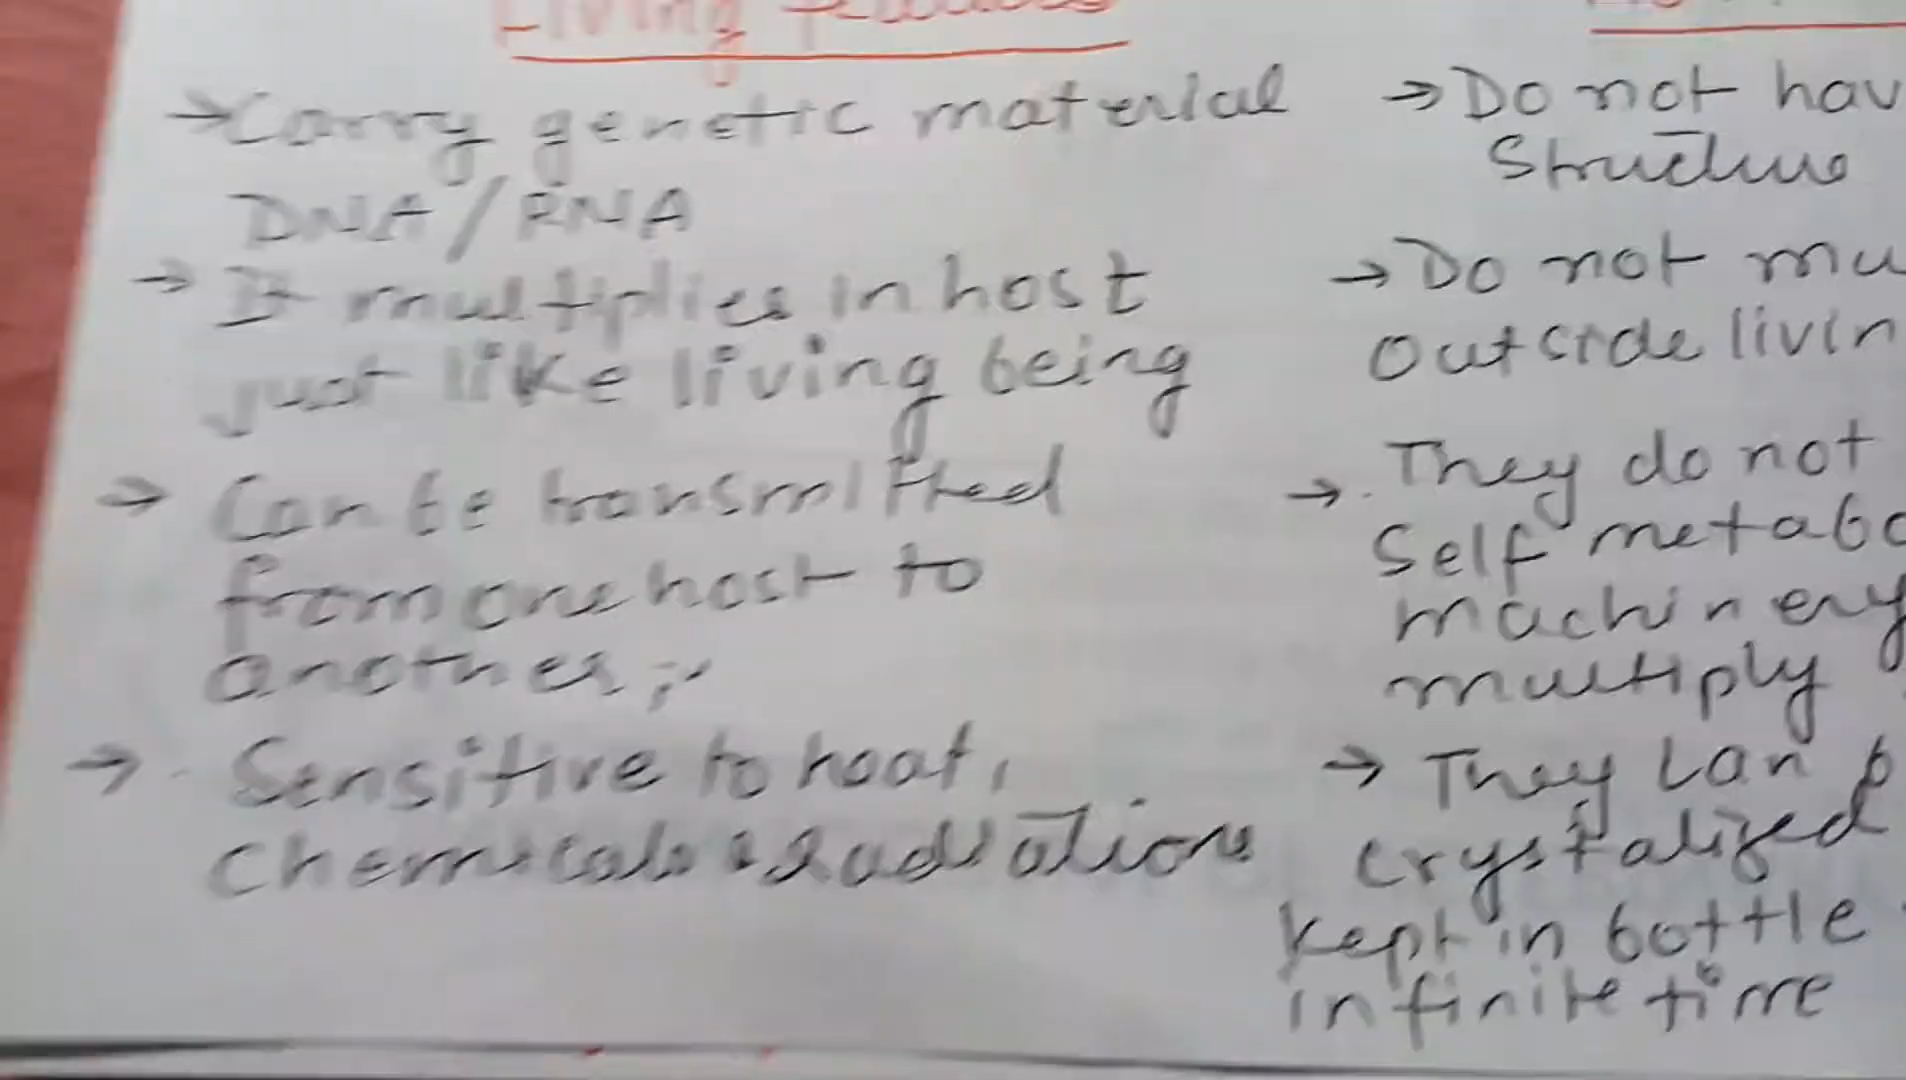 Living features
→ Carry genetic material
DNA/RNA
→ It multiplies in host
just like living being
→ Can be transmitted
from one host to
another;
→ Sensitive to heat,
Chemicals & Radiations
→ Do not hav
Structure
→ Do not mu
outside livin
→ They do not
Self metabo
machinery
multiply
→ They can b
crystalized
kept in bottle
infinite time